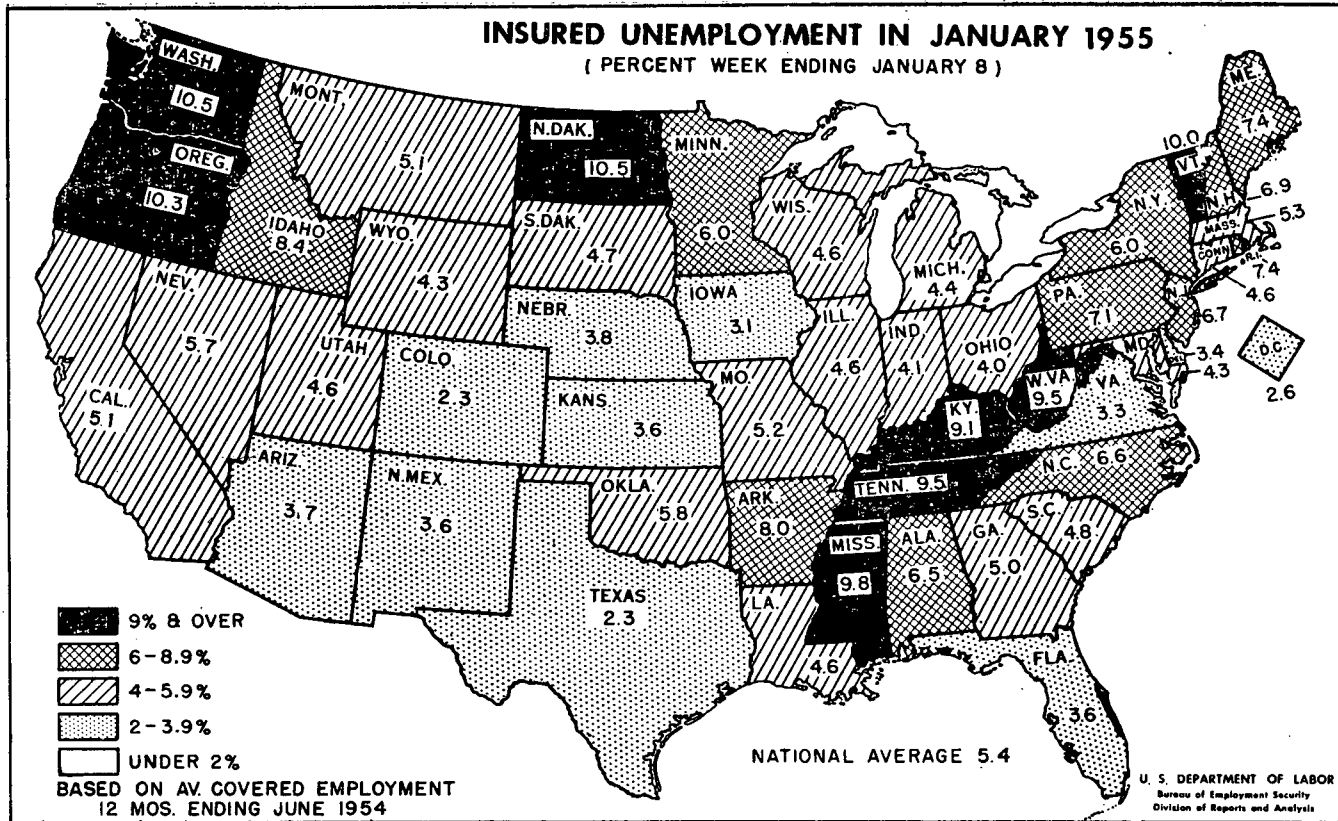 INSURED UNEMPLOYMENT IN JANUARY 1955
( PERCENT WEEK ENDING JANUARY 8 )
WASH.
10.5
OREG.
10.3
IDAHO
8.4
MONT.
5.1
WYO.
4.3
N.DAK.
10.5
S.DAK.
4.7
MINN.
6.0
WIS.
4.6
MICH.
4.4
CAL.
5.1
NEV.
5.7
UTAH
4.6
COLO.
2.3
NEBR.
3.8
IOWA
3.1
KANS
3.6
MO.
5.2
ILL.
4.6
IND.
4.1
OHIO
4.0
ARIZ.
3.7
N.MEX.
3.6
OKLA.
5.8
TEXAS
2.3
ARK.
8.0
LA.
4.6
MISS.
9.8
ALA.
6.5
GA.
5.0
FLA.
3.6
S.C.
4.8
N.C. 6.6
TENN. 9.5
KY.
9.1
W.VA.
9.5
VA.
3.3
MD.
PA.
7.1
N.Y.
6.0
N.J.
6.7
3.4
4.3
D.C.
2.6
ME.
7.4
10.0
VT.
N.H.
6.9
MASS.
5.3
CONN.
R.I.
7.4
4.6
9% & OVER
6-8.9%
4-5.9%
2-3.9%
UNDER 2%
BASED ON AV. COVERED EMPLOYMENT
12 MOS. ENDING JUNE 1954
NATIONAL AVERAGE 5.4
U. S. DEPARTMENT OF LABOR
Bureau of Employment Security
Division of Reports and Analysis